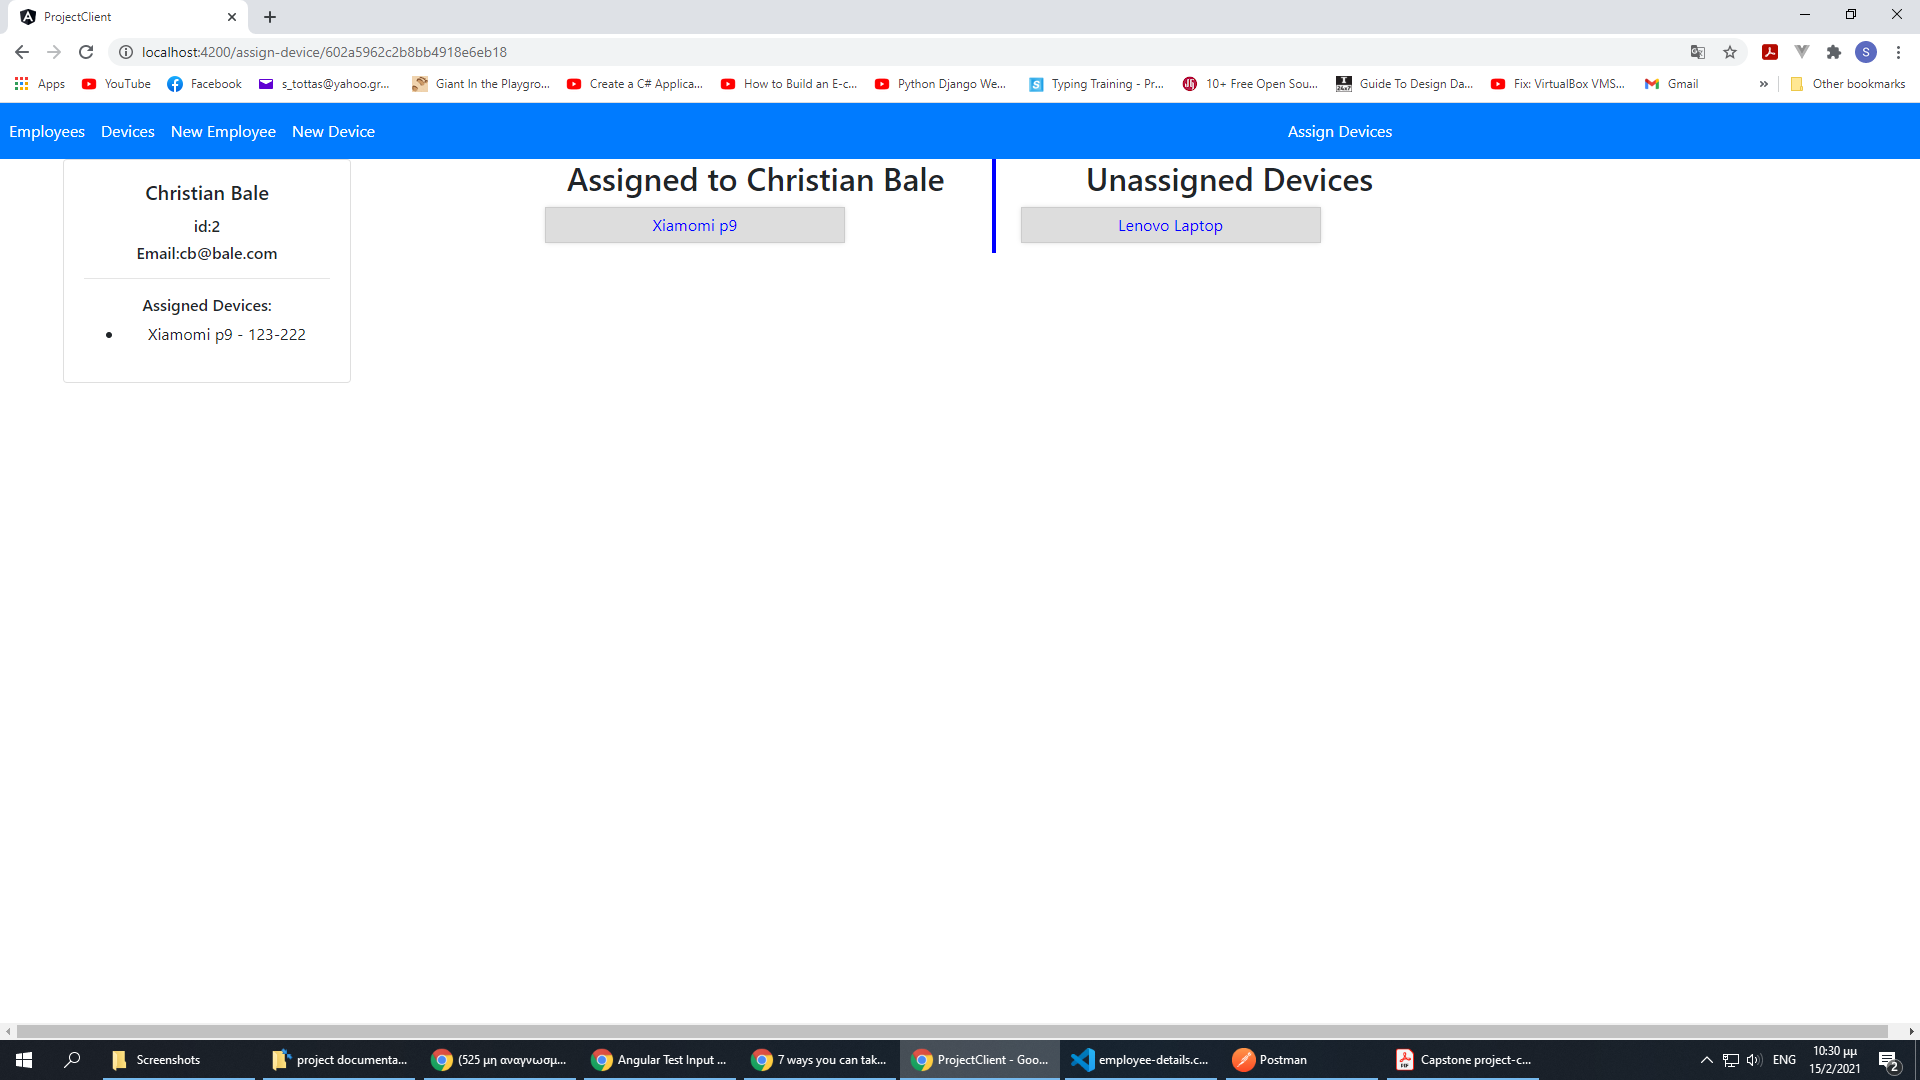 ProjectClient
localhost:4200/assign-device/602a5962c2b8bb4918e6eb18
S
Apps YouTube Facebook s_tottas@yahoo.gr... Giant In the Playgro... Create a C# Applica... How to Build an E-c... Python Django We... Typing Training - Pr... 10+ Free Open Sou... Guide To Design Da... Fix: VirtualBox VMS... Gmail » Other bookmarks
Employees Devices New Employee New Device Assign Devices
Christian Bale
id:2
Email:cb@bale.com
Assigned Devices:
• Xiamomi p9 - 123-222
Assigned to Christian Bale
Xiamomi p9
Unassigned Devices
Lenovo Laptop
Screenshots project documenta... (525 μη αναγνωσμ... Angular Test Input ... 7 ways you can tak... ProjectClient - Goo... employee-details.c... Postman Capstone project-c... ENG
10:30 μμ
15/2/2021
2